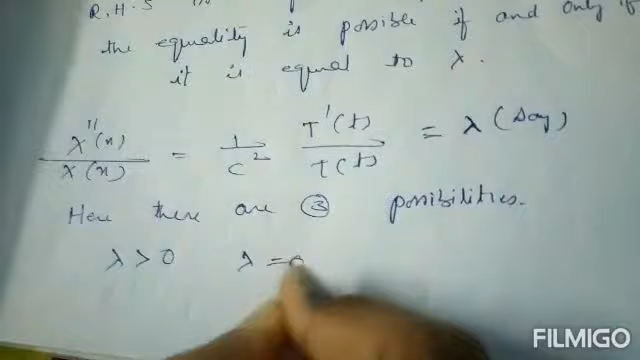 R.H.S
the equality is possible if and only if
it is equal to λ.
X''(x)/X(x) = 1/C² T'(t)/T(t) = λ (say)
Here there are ③ possibilities.
λ > 0 λ = 0
FILMIGO